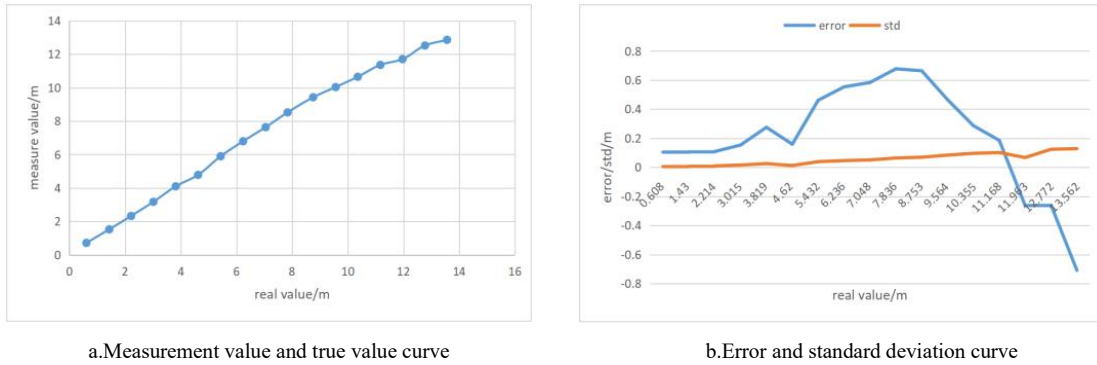 14
12
10
8
6
4
2
0
measure value/m
0 2 4 6 8 10 12 14 16
real value/m
a.Measurement value and true value curve
error std
0.8
0.6
0.4
0.2
0
-0.2
-0.4
-0.6
-0.8
error/std/m
0.608 1.43 2.214 3.015 3.819 4.62 5.432 6.236 7.048 7.836 8.753 9.564 10.355 11.168 11.963 12.772 13.562
real value/m
b.Error and standard deviation curve